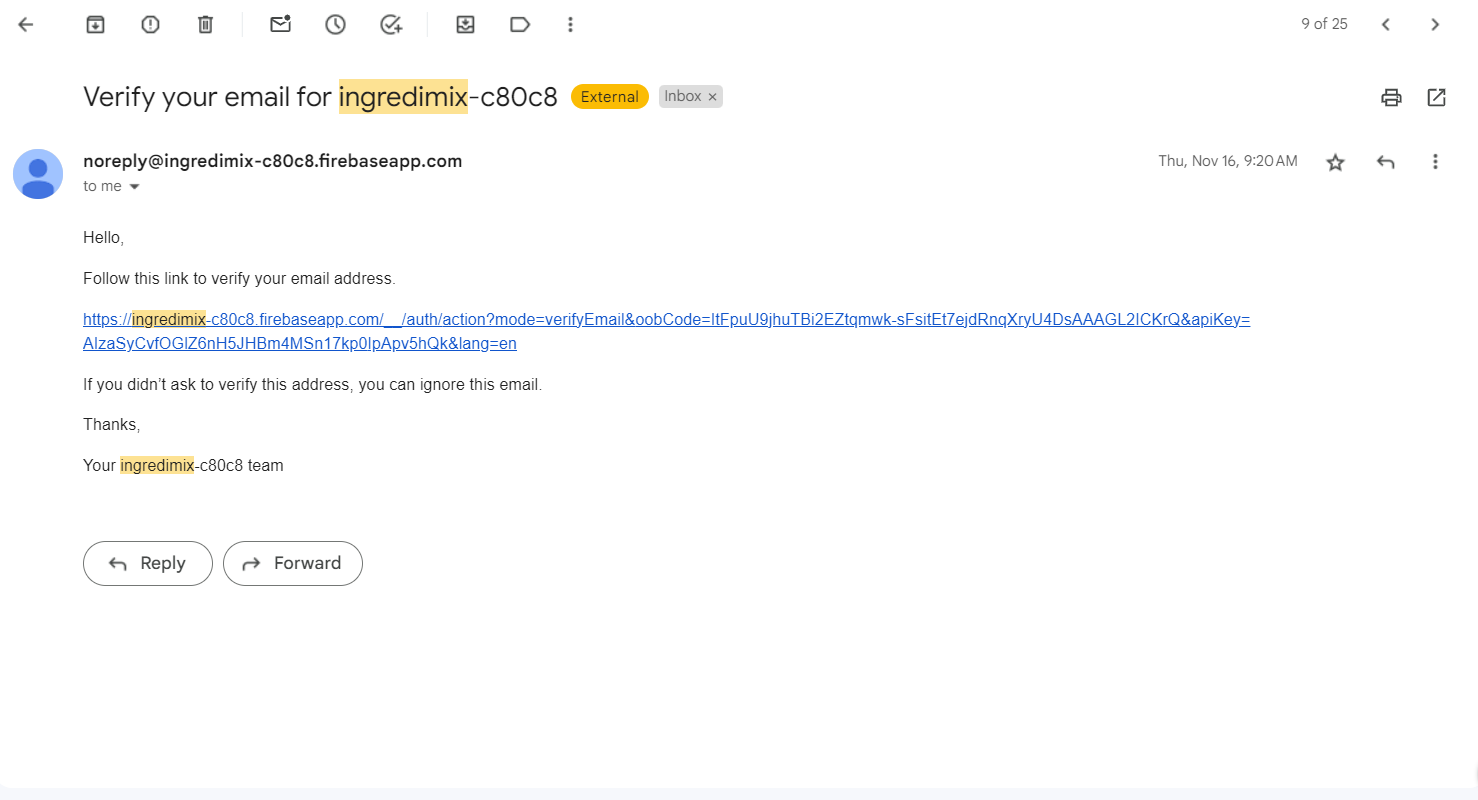 9 of 25
Verify your email for ingredimix-c80c8 External Inbox ×
noreply@ingredimix-c80c8.firebaseapp.com Thu, Nov 16, 9:20 AM
to me
Hello,
Follow this link to verify your email address.
https://ingredimix-c80c8.firebaseapp.com/__/auth/action?mode=verifyEmail&oobCode=ItFpuU9jhuTBi2EZtqmwk-sFsitEt7ejdRnqXryU4DsAAAGL2ICKrQ&apiKey=
AIzaSyCvfOGlZ6nH5JHBm4MSn17kp0lpApv5hQk&lang=en
If you didn’t ask to verify this address, you can ignore this email.
Thanks,
Your ingredimix-c80c8 team
Reply Forward